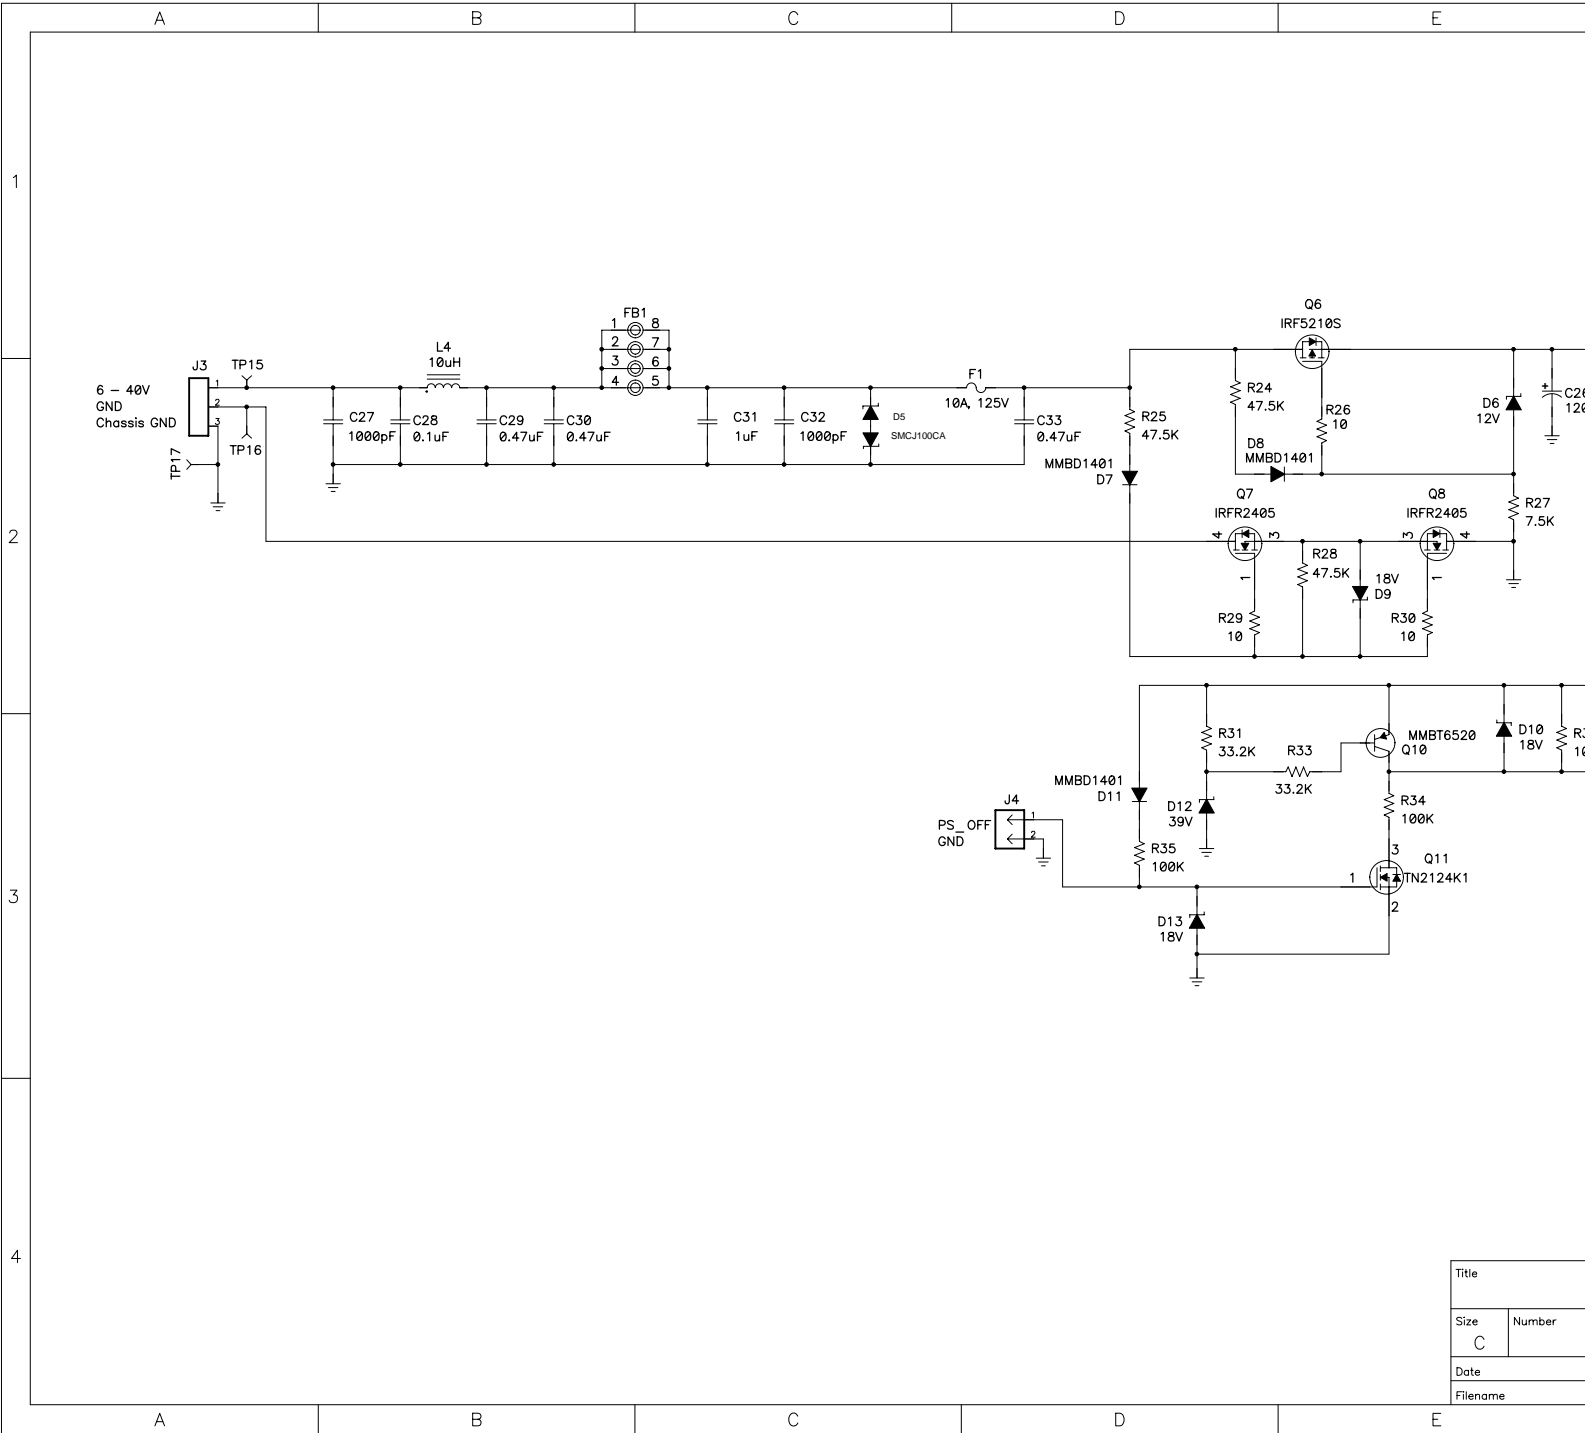 A B C D E
1
Q6
IRF5210S
FB1
1 8
2 7
3 6
4 5
L4
10uH
J3
TP15
F1
10A, 125V
6 – 40V
GND
Chassis GND
1
2
3
TP16
TP17
C27
1000pF
C28
0.1uF
C29
0.47uF
C30
0.47uF
C31
1uF
C32
1000pF
D5
SMCJ100CA
C33
0.47uF
R25
47.5K
R24
47.5K
R26
10
D6
12V
D8
MMBD1401
MMBD1401
D7
Q7
IRFR2405
Q8
IRFR2405
R27
7.5K
2
4 3 3 4
1 1
R28
47.5K
18V
D9
R29
10
R30
10
R31
33.2K
R33
33.2K
MMBT6520
Q10
D10
18V
MMBD1401
D11
D12
39V
R34
100K
J4
PS_OFF
GND
1
2
R35
100K
3
Q11
TN2124K1
1
2
3
D13
18V
4
Title
Size
C
Number
Date
Filename
A B C D E